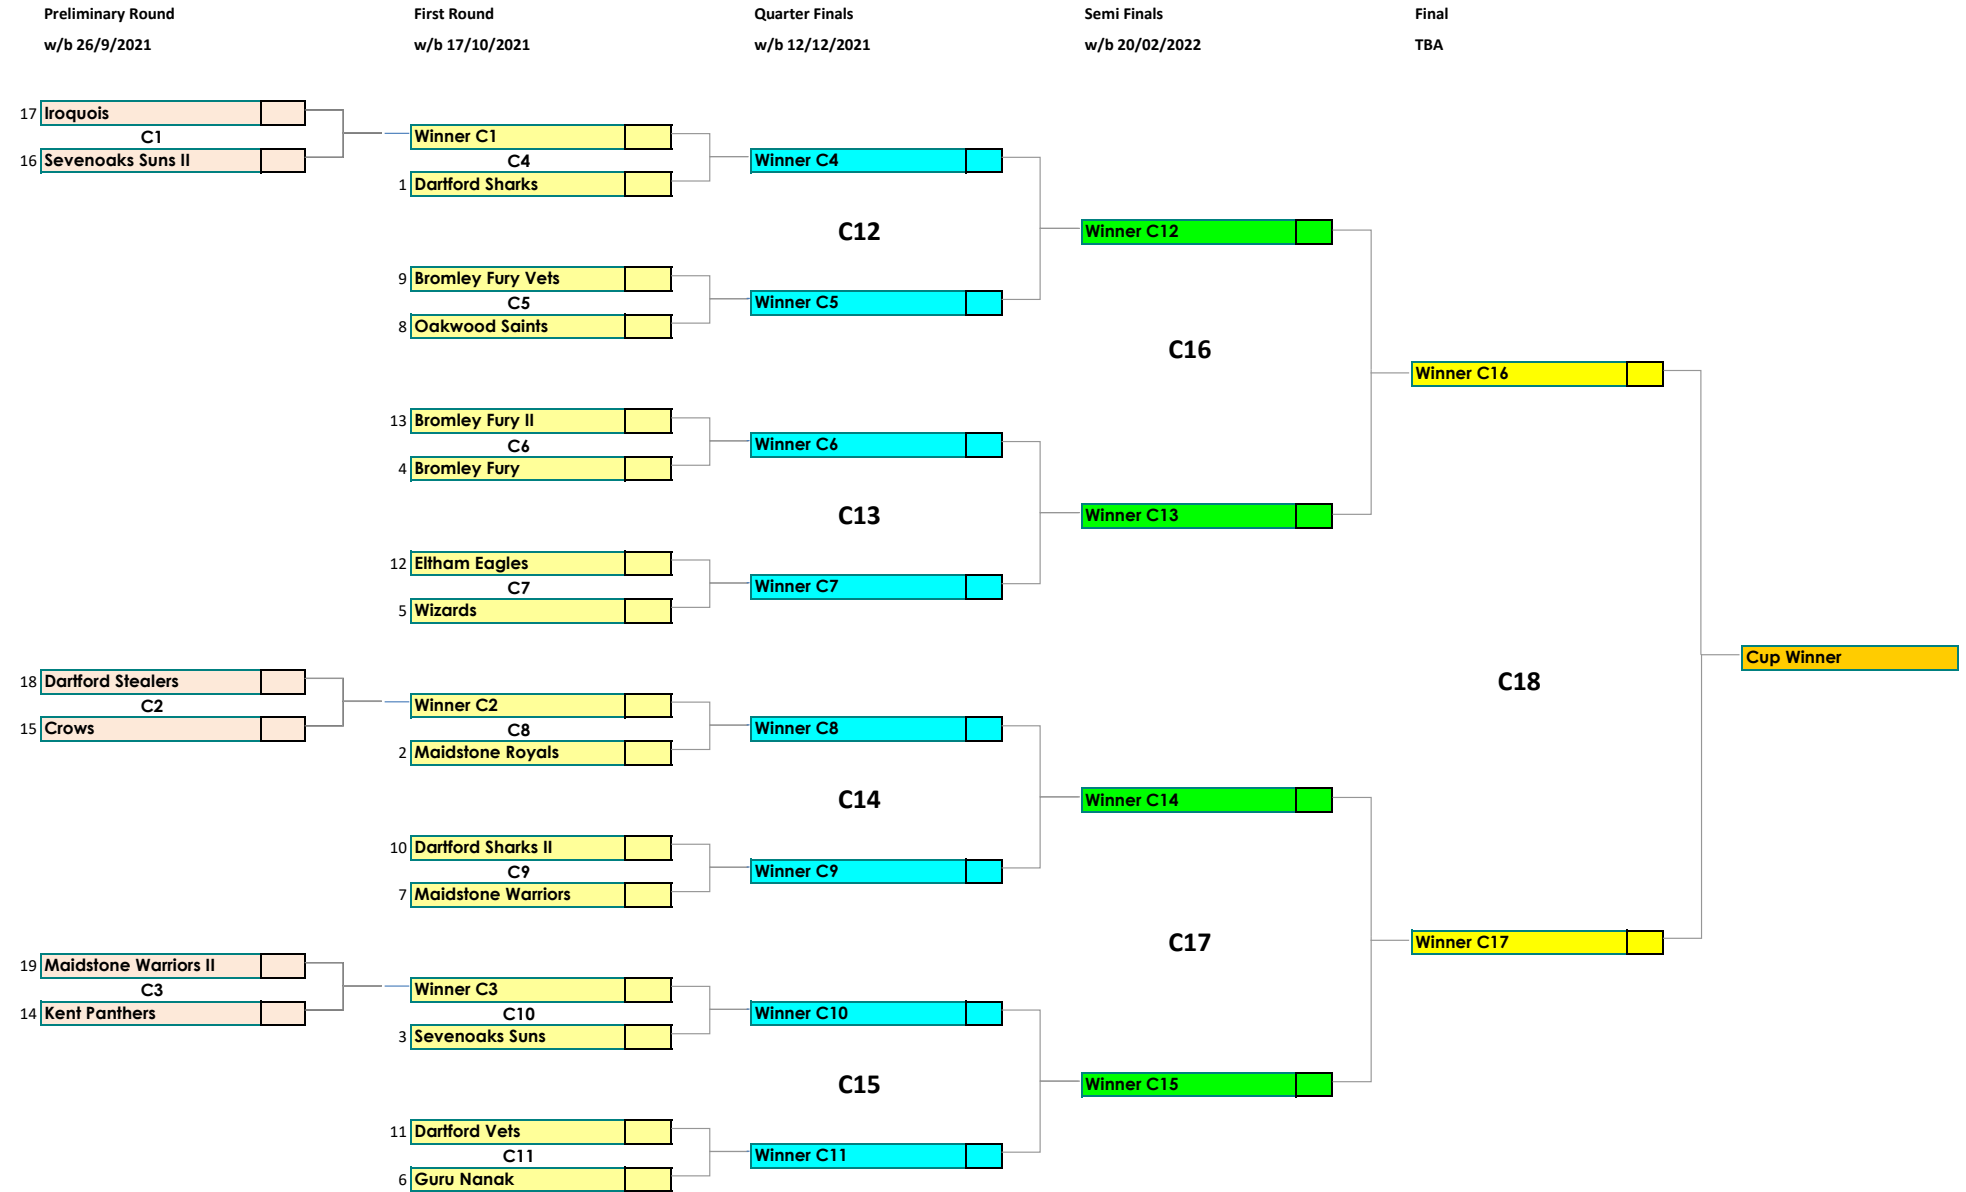 Preliminary Round
w/b 26/9/2021
First Round
w/b 17/10/2021
Quarter Finals
w/b 12/12/2021
Semi Finals
w/b 20/02/2022
Final
TBA
17 Iroquois
C1
16 Sevenoaks Suns II
18 Dartford Stealers
C2
15 Crows
19 Maidstone Warriors II
C3
14 Kent Panthers
Winner C1
C4
1 Dartford Sharks
9 Bromley Fury Vets
C5
8 Oakwood Saints
13 Bromley Fury II
C6
4 Bromley Fury
12 Eltham Eagles
C7
5 Wizards
Winner C2
C8
2 Maidstone Royals
10 Dartford Sharks II
C9
7 Maidstone Warriors
Winner C3
C10
3 Sevenoaks Suns
11 Dartford Vets
C11
6 Guru Nanak
Winner C4
C12
Winner C5
Winner C6
C13
Winner C7
Winner C8
C14
Winner C9
Winner C10
C15
Winner C11
Winner C12
C16
Winner C13
Winner C14
C17
Winner C15
Winner C16
C18
Winner C17
Cup Winner